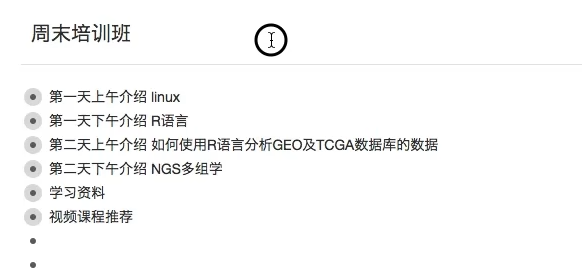 周末培训班
第一天上午介绍 linux
第一天下午介绍 R语言
第二天上午介绍 如何使用R语言分析GEO及TCGA数据库的数据
第二天下午介绍 NGS多组学
学习资料
视频课程推荐